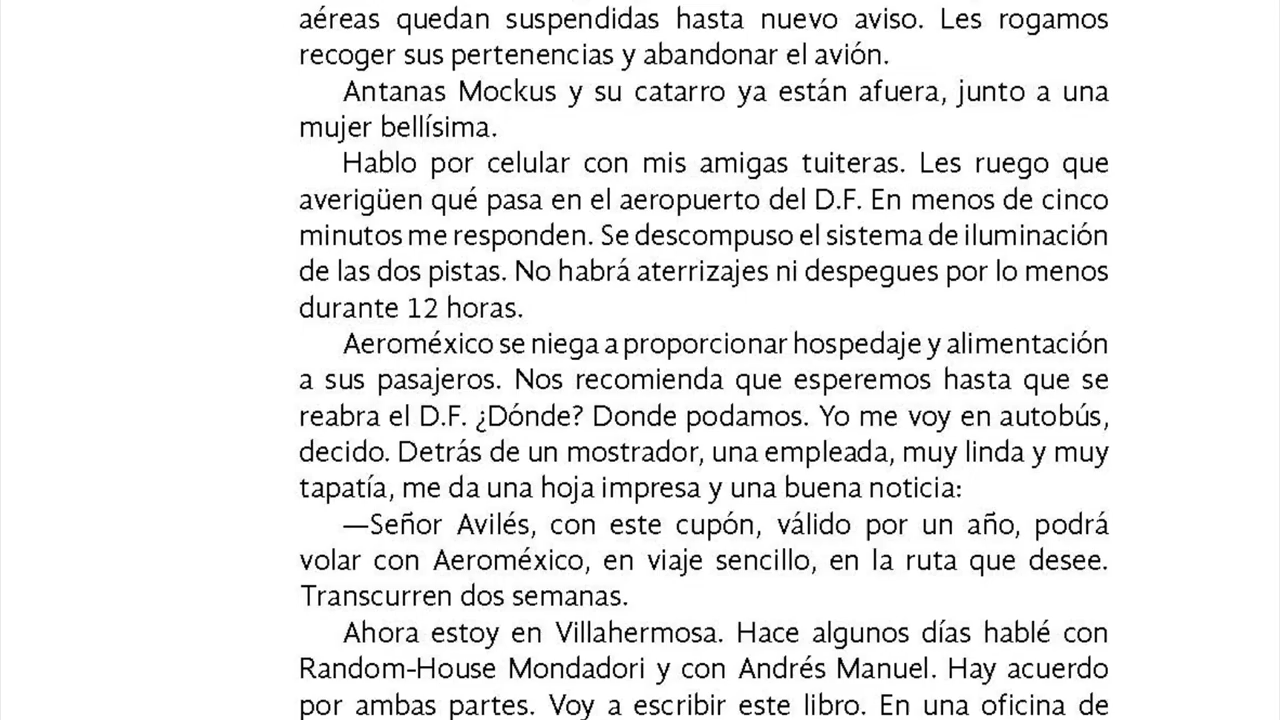 aéreas quedan suspendidas hasta nuevo aviso. Les rogamos
recoger sus pertenencias y abandonar el avión.
Antanas Mockus y su catarro ya están afuera, junto a una
mujer bellísima.
Hablo por celular con mis amigas tuiteras. Les ruego que
averigüen qué pasa en el aeropuerto del D.F. En menos de cinco
minutos me responden. Se descompuso el sistema de iluminación
de las dos pistas. No habrá aterrizajes ni despegues por lo menos
durante 12 horas.
Aeroméxico se niega a proporcionar hospedaje y alimentación
a sus pasajeros. Nos recomienda que esperemos hasta que se
reabra el D.F. ¿Dónde? Donde podamos. Yo me voy en autobús,
decido. Detrás de un mostrador, una empleada, muy linda y muy
tapatía, me da una hoja impresa y una buena noticia:
—Señor Avilés, con este cupón, válido por un año, podrá
volar con Aeroméxico, en viaje sencillo, en la ruta que desee.
Transcurren dos semanas.
Ahora estoy en Villahermosa. Hace algunos días hablé con
Random-House Mondadori y con Andrés Manuel. Hay acuerdo
por ambas partes. Voy a escribir este libro. En una oficina de